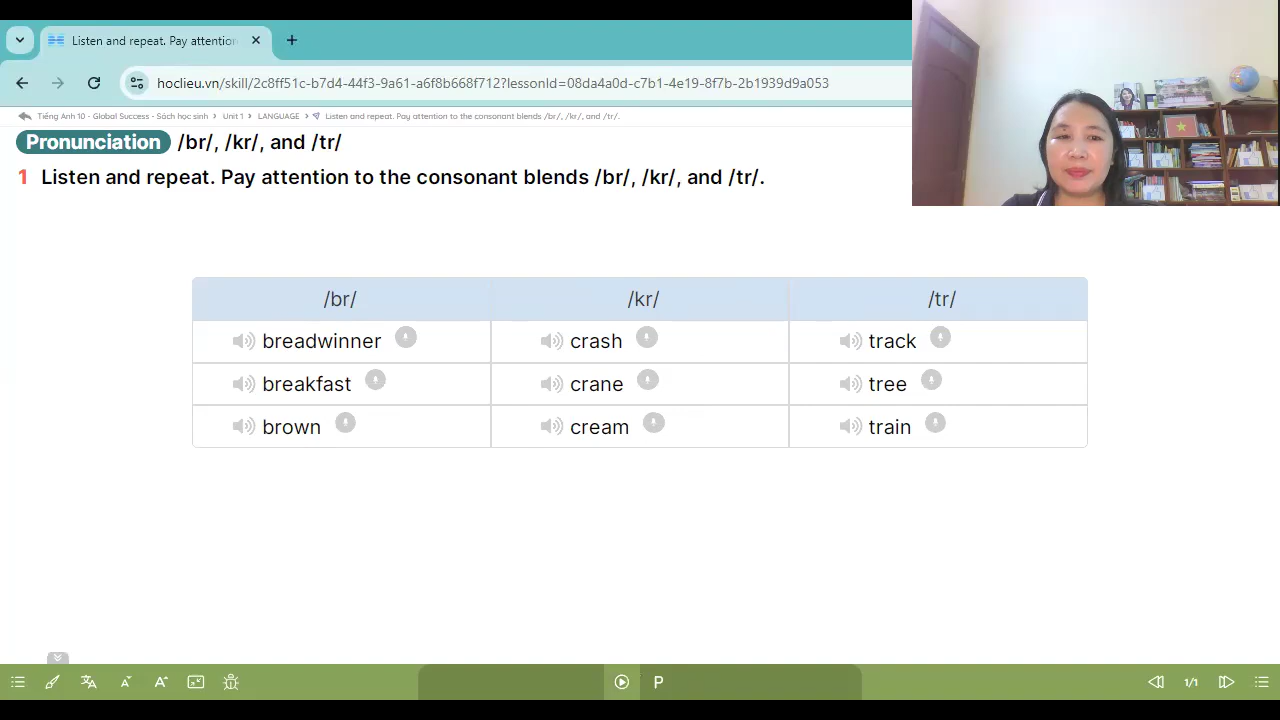 Listen and repeat. Pay attention
hoclieu.vn/skill/2c8ff51c-b7d4-44f3-9a61-a6f8b668f712?lessonId=08da4a0d-c7b1-4e19-8f7b-2b1939d9a053
Tiếng Anh 10 - Global Success - Sách học sinh > Unit 1 > LANGUAGE > Listen and repeat. Pay attention to the consonant blends /br/, /kr/, and /tr/.
Pronunciation /br/, /kr/, and /tr/
1 Listen and repeat. Pay attention to the consonant blends /br/, /kr/, and /tr/.
/br/ /kr/ /tr/
breadwinner crash track
breakfast crane tree
brown cream train
P
1/1